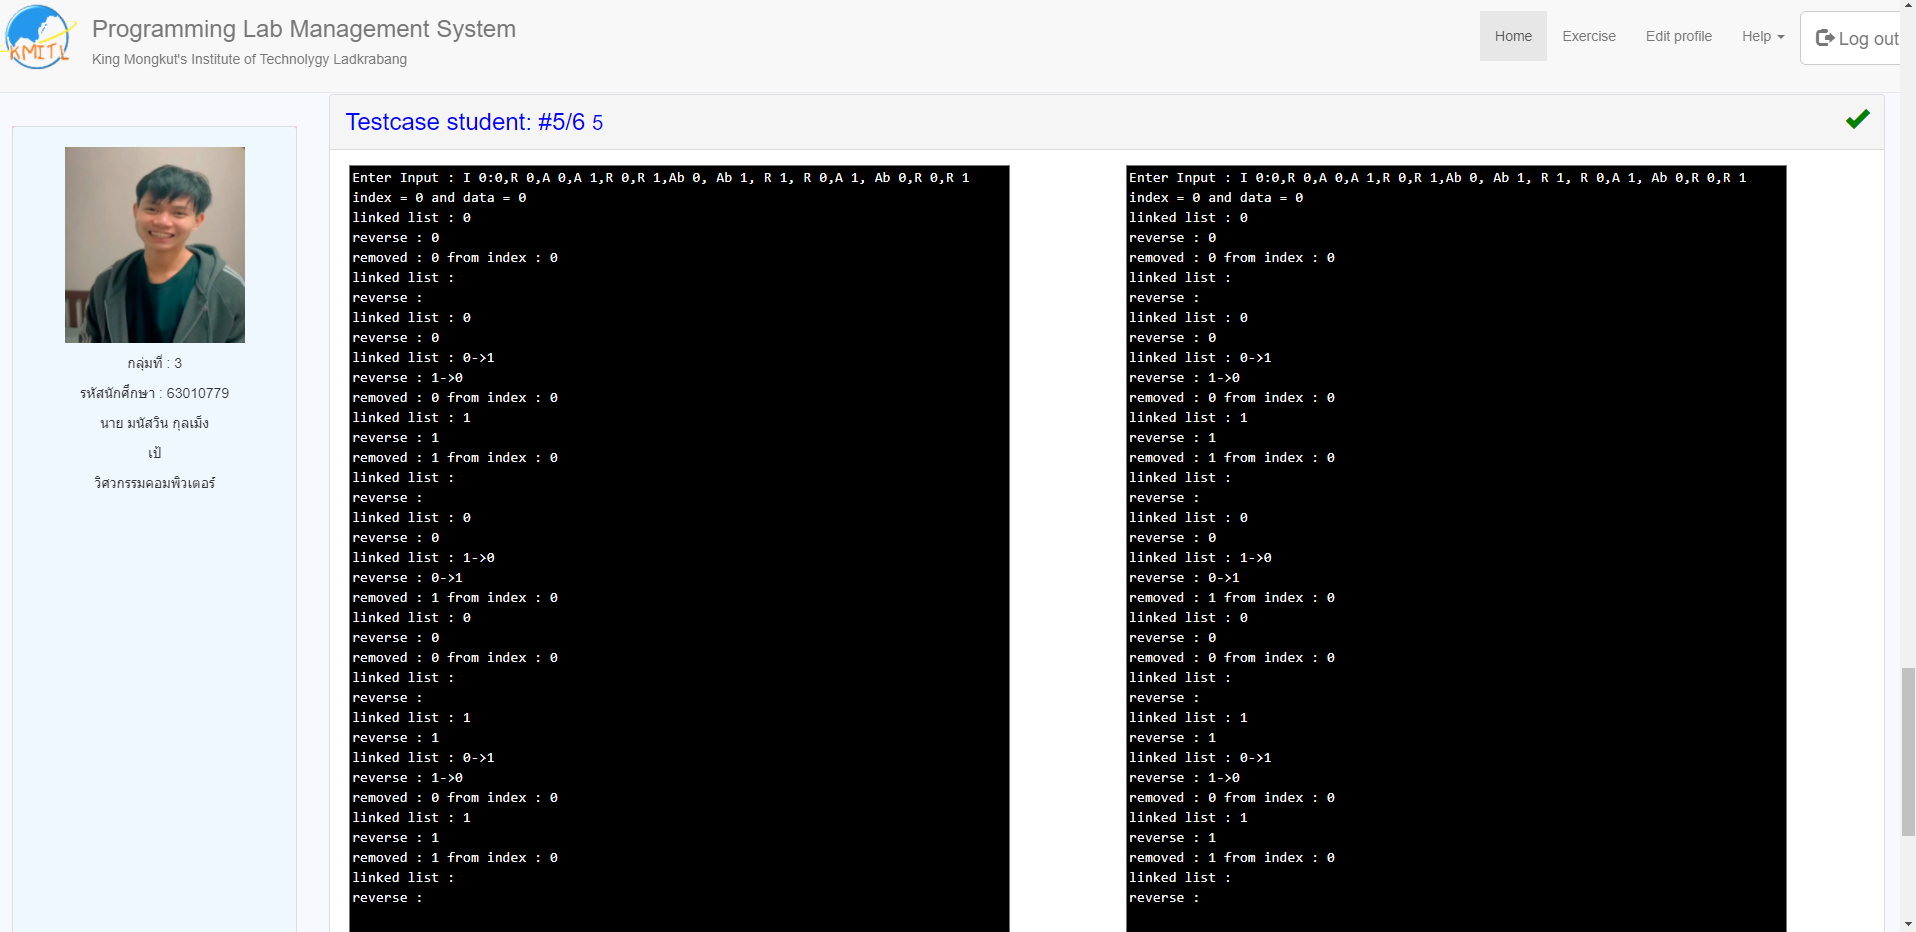 KMITL
Programming Lab Management System
King Mongkut's Institute of Technolygy Ladkrabang
Home
Exercise
Edit profile
Help
Log out
กลุ่มที่ : 3
รหัสนักศึกษา : 63010779
นาย มนัสวิน กุลเม็ง
เป้
วิศวกรรมคอมพิวเตอร์
Testcase student: #5/6 5
Enter Input : I 0:0,R 0,A 0,A 1,R 0,R 1,Ab 0, Ab 1, R 1, R 0,A 1, Ab 0,R 0,R 1
index = 0 and data = 0
linked list : 0
reverse : 0
removed : 0 from index : 0
linked list :
reverse :
linked list : 0
reverse : 0
linked list : 0->1
reverse : 1->0
removed : 0 from index : 0
linked list : 1
reverse : 1
removed : 1 from index : 0
linked list :
reverse :
linked list : 0
reverse : 0
linked list : 1->0
reverse : 0->1
removed : 1 from index : 0
linked list : 0
reverse : 0
removed : 0 from index : 0
linked list :
reverse :
linked list : 1
reverse : 1
linked list : 0->1
reverse : 1->0
removed : 0 from index : 0
linked list : 1
reverse : 1
removed : 1 from index : 0
linked list :
reverse :
Enter Input : I 0:0,R 0,A 0,A 1,R 0,R 1,Ab 0, Ab 1, R 1, R 0,A 1, Ab 0,R 0,R 1
index = 0 and data = 0
linked list : 0
reverse : 0
removed : 0 from index : 0
linked list :
reverse :
linked list : 0
reverse : 0
linked list : 0->1
reverse : 1->0
removed : 0 from index : 0
linked list : 1
reverse : 1
removed : 1 from index : 0
linked list :
reverse :
linked list : 0
reverse : 0
linked list : 1->0
reverse : 0->1
removed : 1 from index : 0
linked list : 0
reverse : 0
removed : 0 from index : 0
linked list :
reverse :
linked list : 1
reverse : 1
linked list : 0->1
reverse : 1->0
removed : 0 from index : 0
linked list : 1
reverse : 1
removed : 1 from index : 0
linked list :
reverse :